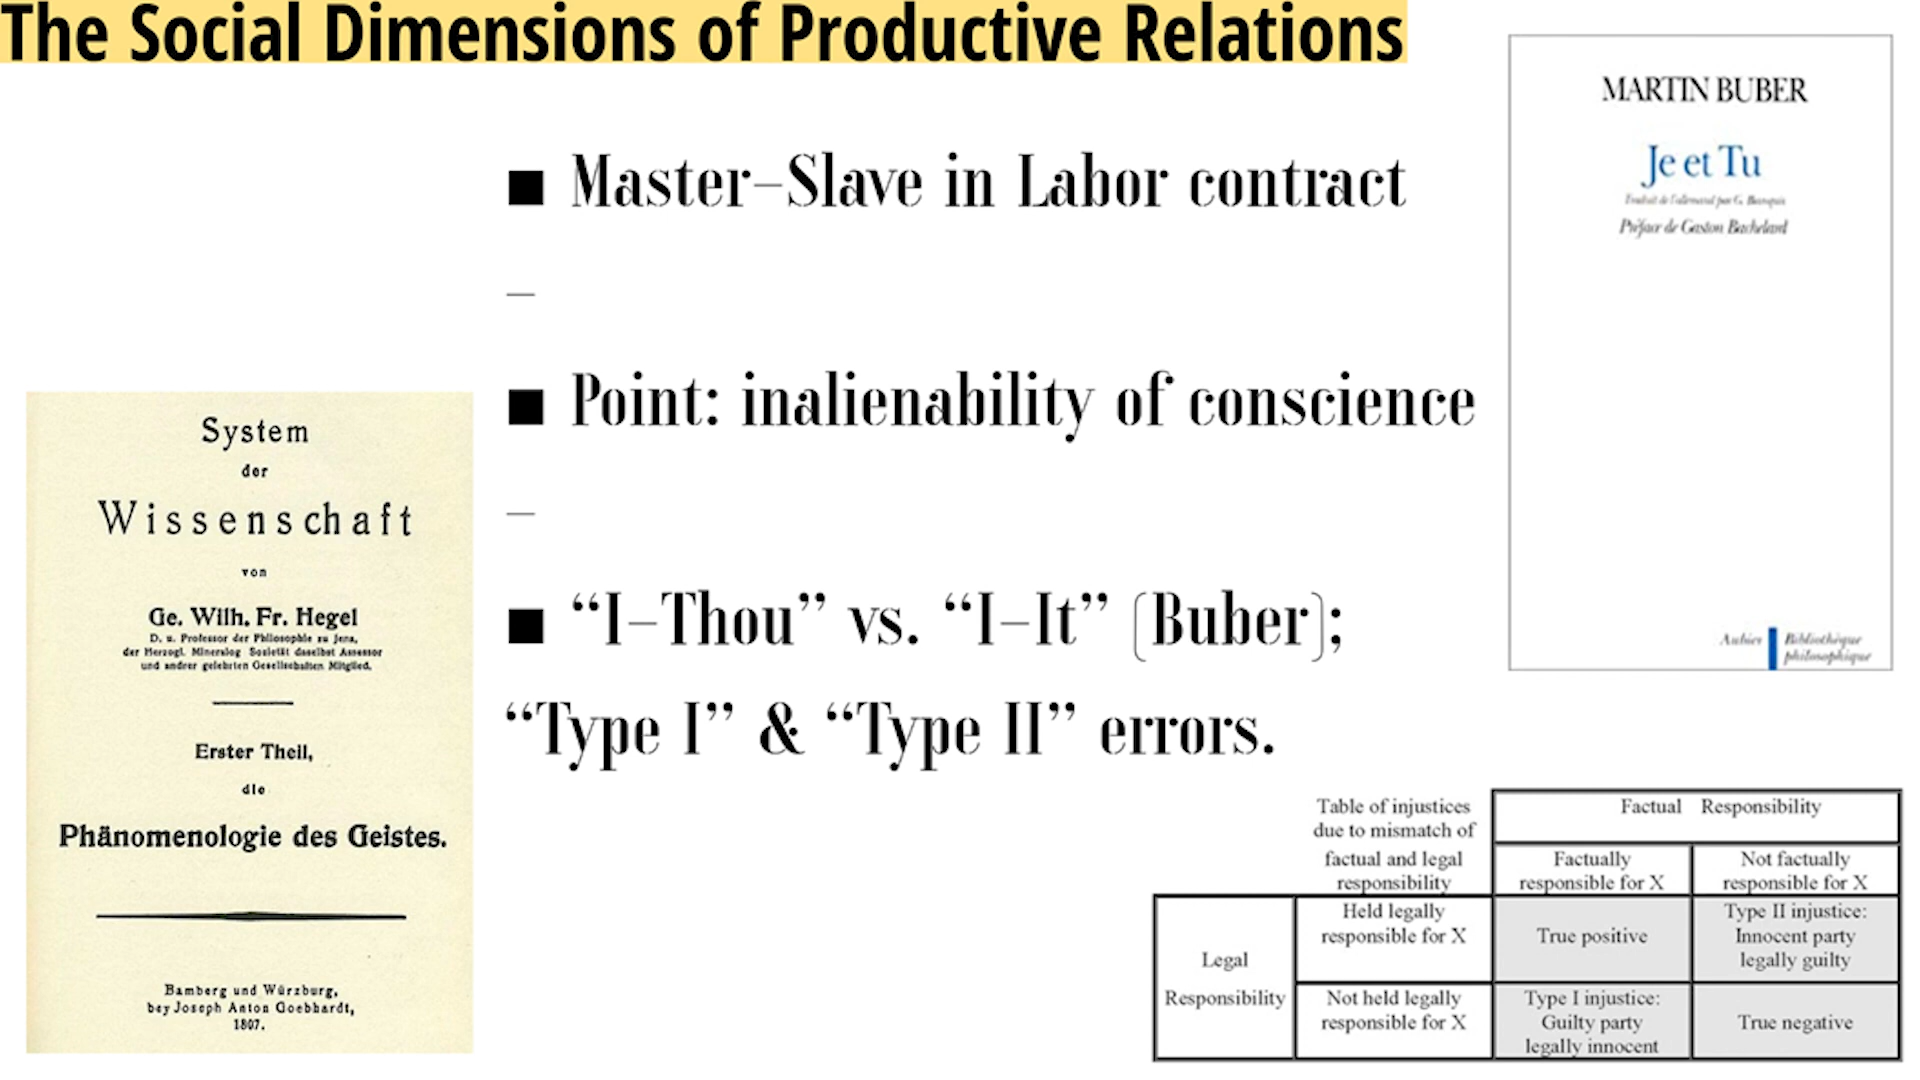 The Social Dimensions of Productive Relations
■ Master–Slave in Labor contract
–
■ Point: inalienability of conscience
–
■ “I–Thou” vs. “I–It” (Buber);
“Type I” & “Type II” errors.
MARTIN BUBER
Je et Tu
Traduit de l'allemand par G. Bianquis
Préface de Gaston Bachelard
Aubier
Bibliothèque
philosophique
System
der
Wissenschaft
von
Ge. Wilh. Fr. Hegel
D. u. Professor der Philosophie zu Jena,
der Herzogl. Mineralog Sozietät daselbst Assessor
und andrer gelehrten Gesellschaften Mitglied.
Erster Theil,
die
Phänomenologie des Geistes.
Bamberg und Würzburg,
bey Joseph Anton Goebhardt,
1807.
Table of injustices
due to mismatch of
factual and legal
responsibility
Factual Responsibility
Factually
responsible for X
Not factually
responsible for X
Legal
Responsibility
Held legally
responsible for X
True positive
Type II injustice:
Innocent party
legally guilty
Not held legally
responsible for X
Type I injustice:
Guilty party
legally innocent
True negative